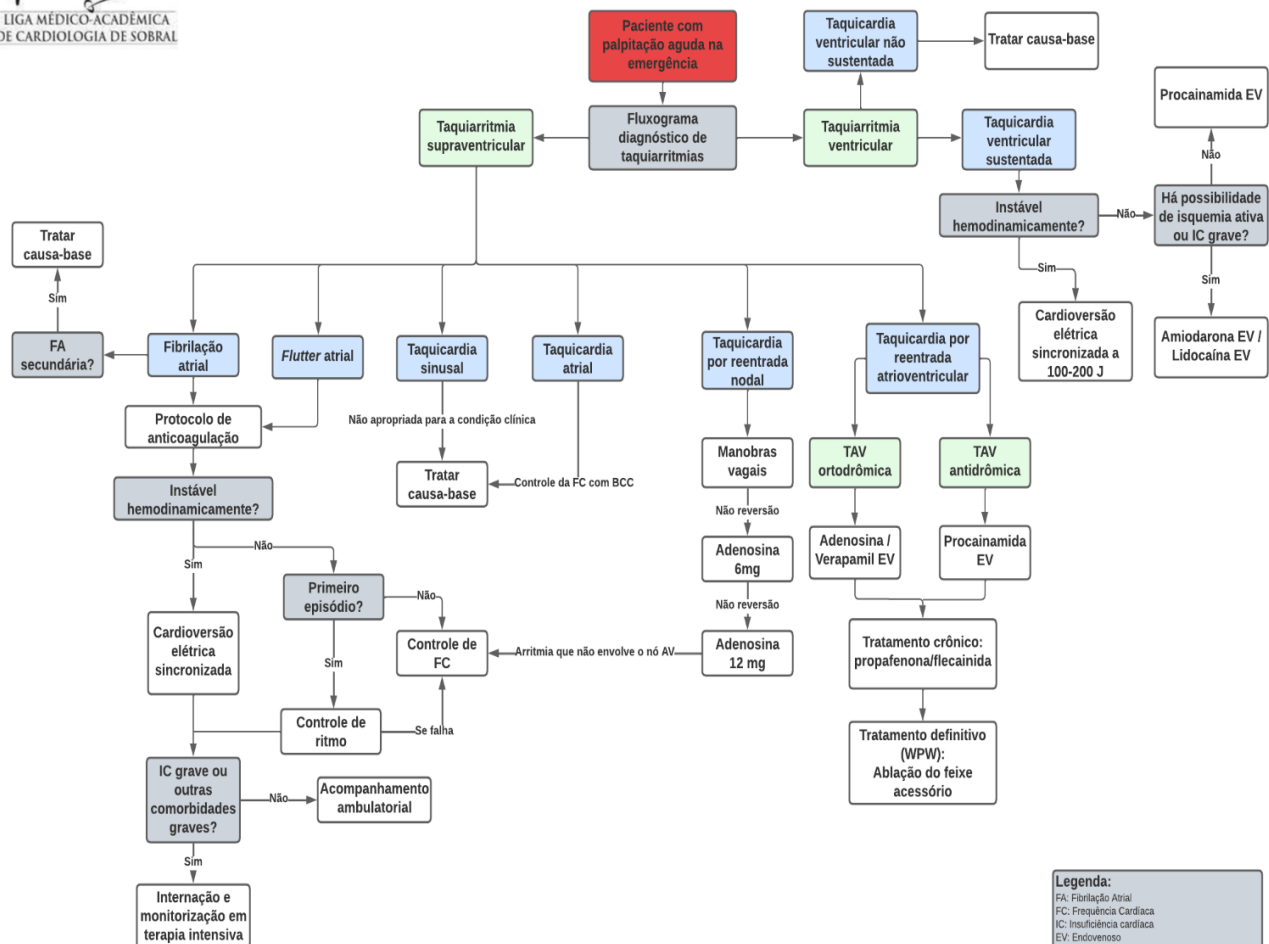 LIGA MÉDICO-ACADÊMICA
DE CARDIOLOGIA DE SOBRAL
Paciente com
palpitação aguda na
emergência
Taquicardia
ventricular não
sustentada
Tratar causa-base
Procainamida EV
Taquiarritmia
supraventricular
Fluxograma
diagnóstico de
taquiarritmias
Taquiarritmia
ventricular
Taquicardia
ventricular
sustentada
Não
Instável
hemodinamicamente?
Não
Há possibilidade
de isquemia ativa
ou IC grave?
Sim
Sim
Cardioversão
elétrica
sincronizada a
100-200 J
Amiodarona EV /
Lidocaína EV
Tratar
causa-base
Sim
FA
secundária?
Fibrilação
atrial
Flutter atrial
Taquicardia
sinusal
Taquicardia
atrial
Taquicardia
por reentrada
nodal
Taquicardia por
reentrada
atrioventricular
Protocolo de
anticoagulação
Não apropriada para a condição clínica
Tratar
causa-base
Controle da FC com BCC
Manobras
vagais
TAV
ortodrômica
TAV
antidrômica
Instável
hemodinamicamente?
Não reversão
Adenosina
6mg
Adenosina /
Verapamil EV
Procainamida
EV
Não
Sim
Primeiro
episódio?
Não
Não reversão
Cardioversão
elétrica
sincronizada
Controle de
FC
Arritmia que não envolve o nó AV
Adenosina
12 mg
Tratamento crônico:
propafenona/flecainida
Sim
Controle de
ritmo
Se falha
Tratamento definitivo
(WPW):
Ablação do feixe
acessório
IC grave ou
outras
comorbidades
graves?
Não
Acompanhamento
ambulatorial
Sim
Internação e
monitorização em
terapia intensiva
Legenda:
FA: Fibrilação Atrial
FC: Frequência Cardíaca
IC: Insuficiência cardíaca
EV: Endovenoso